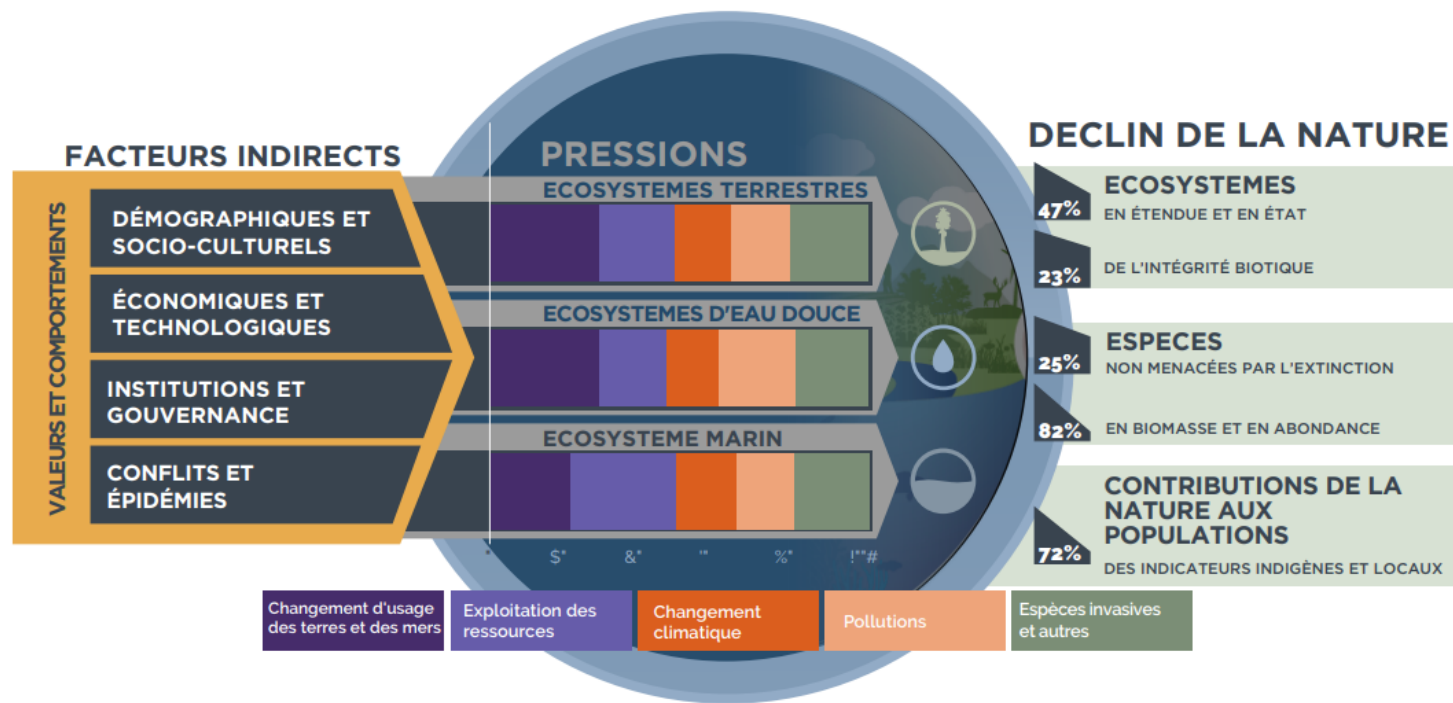 FACTEURS INDIRECTS
VALEURS ET COMPORTEMENTS
DÉMOGRAPHIQUES ET
SOCIO-CULTURELS
ÉCONOMIQUES ET
TECHNOLOGIQUES
INSTITUTIONS ET
GOUVERNANCE
CONFLITS ET
ÉPIDÉMIES
PRESSIONS
ECOSYSTEMES TERRESTRES
ECOSYSTEMES D'EAU DOUCE
ECOSYSTEME MARIN
" $" &" '" %" !""#
Changement d'usage
des terres et des mers
Exploitation des
ressources
Changement
climatique
Pollutions
Espèces invasives
et autres
DECLIN DE LA NATURE
ECOSYSTEMES
47%
EN ÉTENDUE ET EN ÉTAT
23%
DE L'INTÉGRITÉ BIOTIQUE
ESPECES
25%
NON MENACÉES PAR L'EXTINCTION
82%
EN BIOMASSE ET EN ABONDANCE
CONTRIBUTIONS DE LA
NATURE AUX
POPULATIONS
72%
DES INDICATEURS INDIGÈNES ET LOCAUX